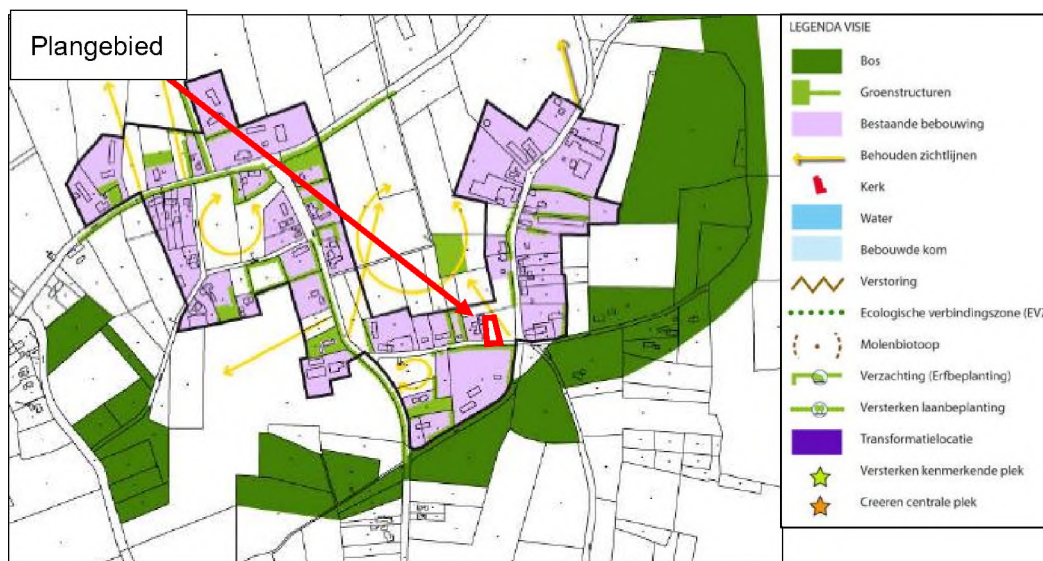 Plangebied
LEGENDA VISIE
Bos
Groenstructuren
Bestaande bebouwing
Behouden zichtlijnen
Kerk
Water
Bebouwde kom
Verstoring
Ecologische verbindingszone (EVZ
Molenbiotoop
Verzachting (Erfbeplanting)
Versterken laanbeplanting
Transformatielocatie
Versterken kenmerkende plek
Creeren centrale plek